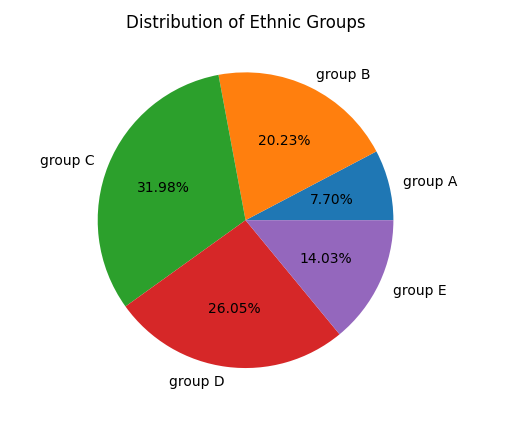 Distribution of Ethnic Groups
group B
20.23%
group C
31.98%
group A
7.70%
14.03%
group E
26.05%
group D